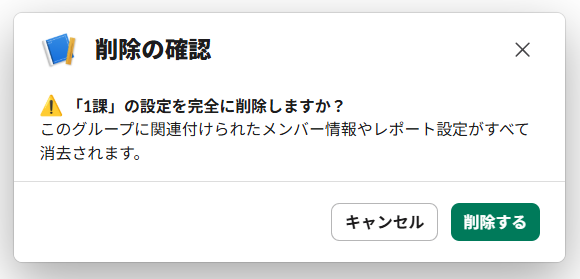 削除の確認
⚠️「1課」の設定を完全に削除しますか？
このグループに関連付けられたメンバー情報やレポート設定がすべて
消去されます。
キャンセル
削除する